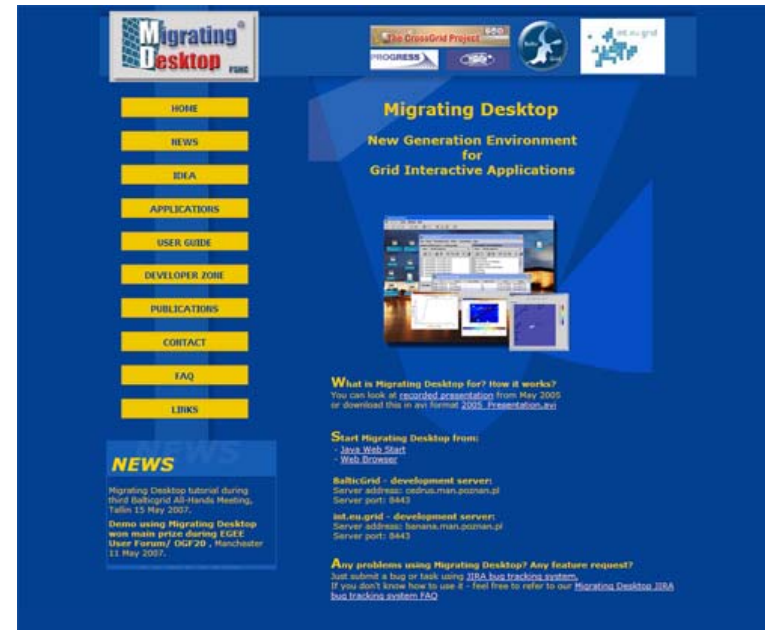 Migrating®
Desktop
PSNC
The CrossGrid Project
PROGRESS
int.eu.grid
HOME
NEWS
IDEA
APPLICATIONS
USER GUIDE
DEVELOPER ZONE
PUBLICATIONS
CONTACT
FAQ
LINKS
NEWS
NEWS
Migrating Desktop tutorial during
third Balticgrid All-Hands Meeting,
Tallin 15 May 2007.
Demo using Migrating Desktop
won main prize during EGEE
User Forum/ OGF20 , Manchester
11 May 2007.
Migrating Desktop
New Generation Environment
for
Grid Interactive Applications
What is Migrating Desktop for? How it works?
You can look at recorded presentation from May 2005
or download this in avi format 2005_Presentation.avi
Start Migrating Desktop from:
- Java Web Start
- Web Browser
BalticGrid - development server:
Server address: cedrus.man.poznan.pl
Server port: 8443
int.eu.grid - development server:
Server address: banana.man.poznan.pl
Server port: 8443
Any problems using Migrating Desktop? Any feature request?
Just submit a bug or task using JIRA bug tracking system.
If you don't know how to use it - feel free to refer to our Migrating Desktop JIRA
bug tracking system FAQ